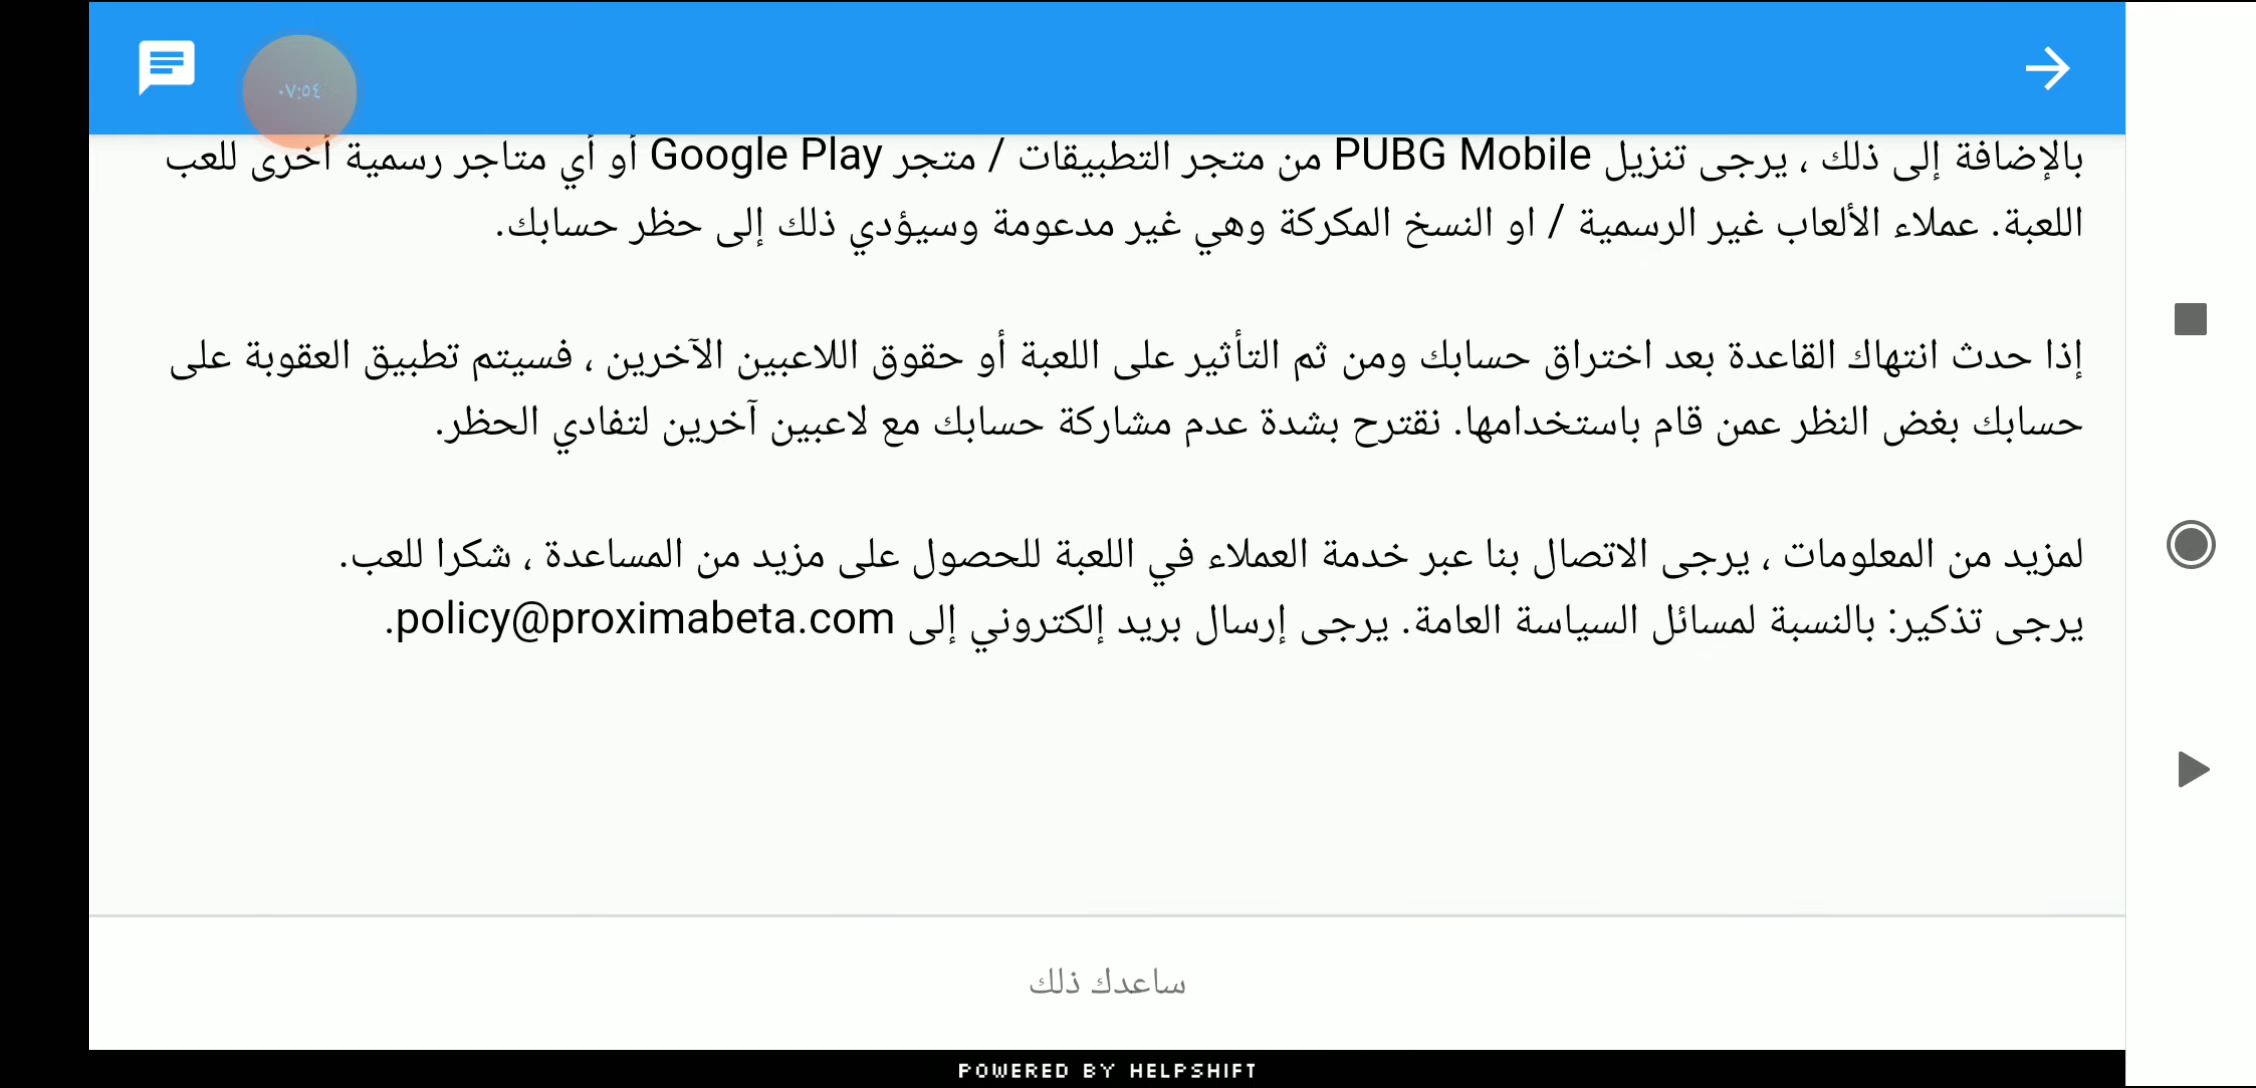 ٠٧:٥٤
بالإضافة إلى ذلك ، يرجى تنزيل PUBG Mobile من متجر التطبيقات / متجر Google Play أو أي متاجر رسمية أخرى للعب
اللعبة. عملاء الألعاب غير الرسمية / او النسخ المكركة وهي غير مدعومة وسيؤدي ذلك إلى حظر حسابك.
إذا حدث انتهاك القاعدة بعد اختراق حسابك ومن ثم التأثير على اللعبة أو حقوق اللاعبين الآخرين ، فسيتم تطبيق العقوبة على
حسابك بغض النظر عمن قام باستخدامها. نقترح بشدة عدم مشاركة حسابك مع لاعبين آخرين لتفادي الحظر.
لمزيد من المعلومات ، يرجى الاتصال بنا عبر خدمة العملاء في اللعبة للحصول على مزيد من المساعدة ، شكرا للعب.
يرجى تذكير: بالنسبة لمسائل السياسة العامة. يرجى إرسال بريد إلكتروني إلى policy@proximabeta.com.
ساعدك ذلك
POWERED BY HELPSHIFT